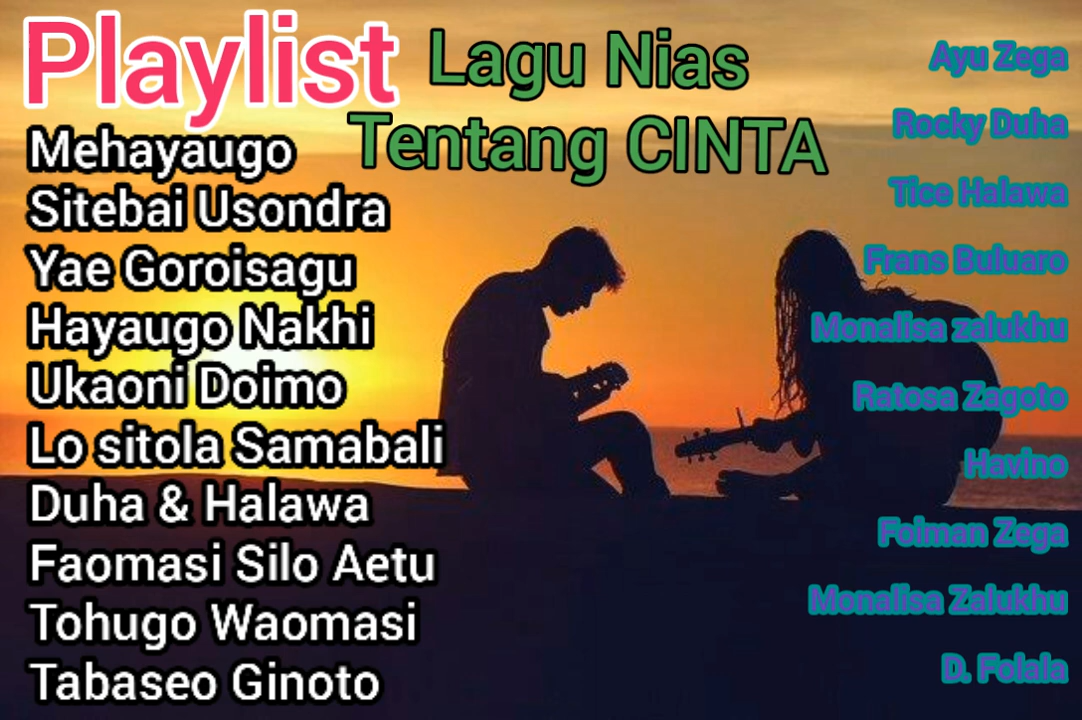 Playlist
Lagu Nias
Tentang CINTA
Mehayaugo
Sitebai Usondra
Yae Goroisagu
Hayaugo Nakhi
Ukaoni Doimo
Lo sitola Samabali
Duha & Halawa
Faomasi Silo Aetu
Tohugo Waomasi
Tabaseo Ginoto
Ayu Zega
Rocky Duha
Tice Halawa
Frans Buluaro
Monalisa zalukhu
Ratosa Zagoto
Havino
Foiman Zega
Monalisa Zalukhu
D. Folala